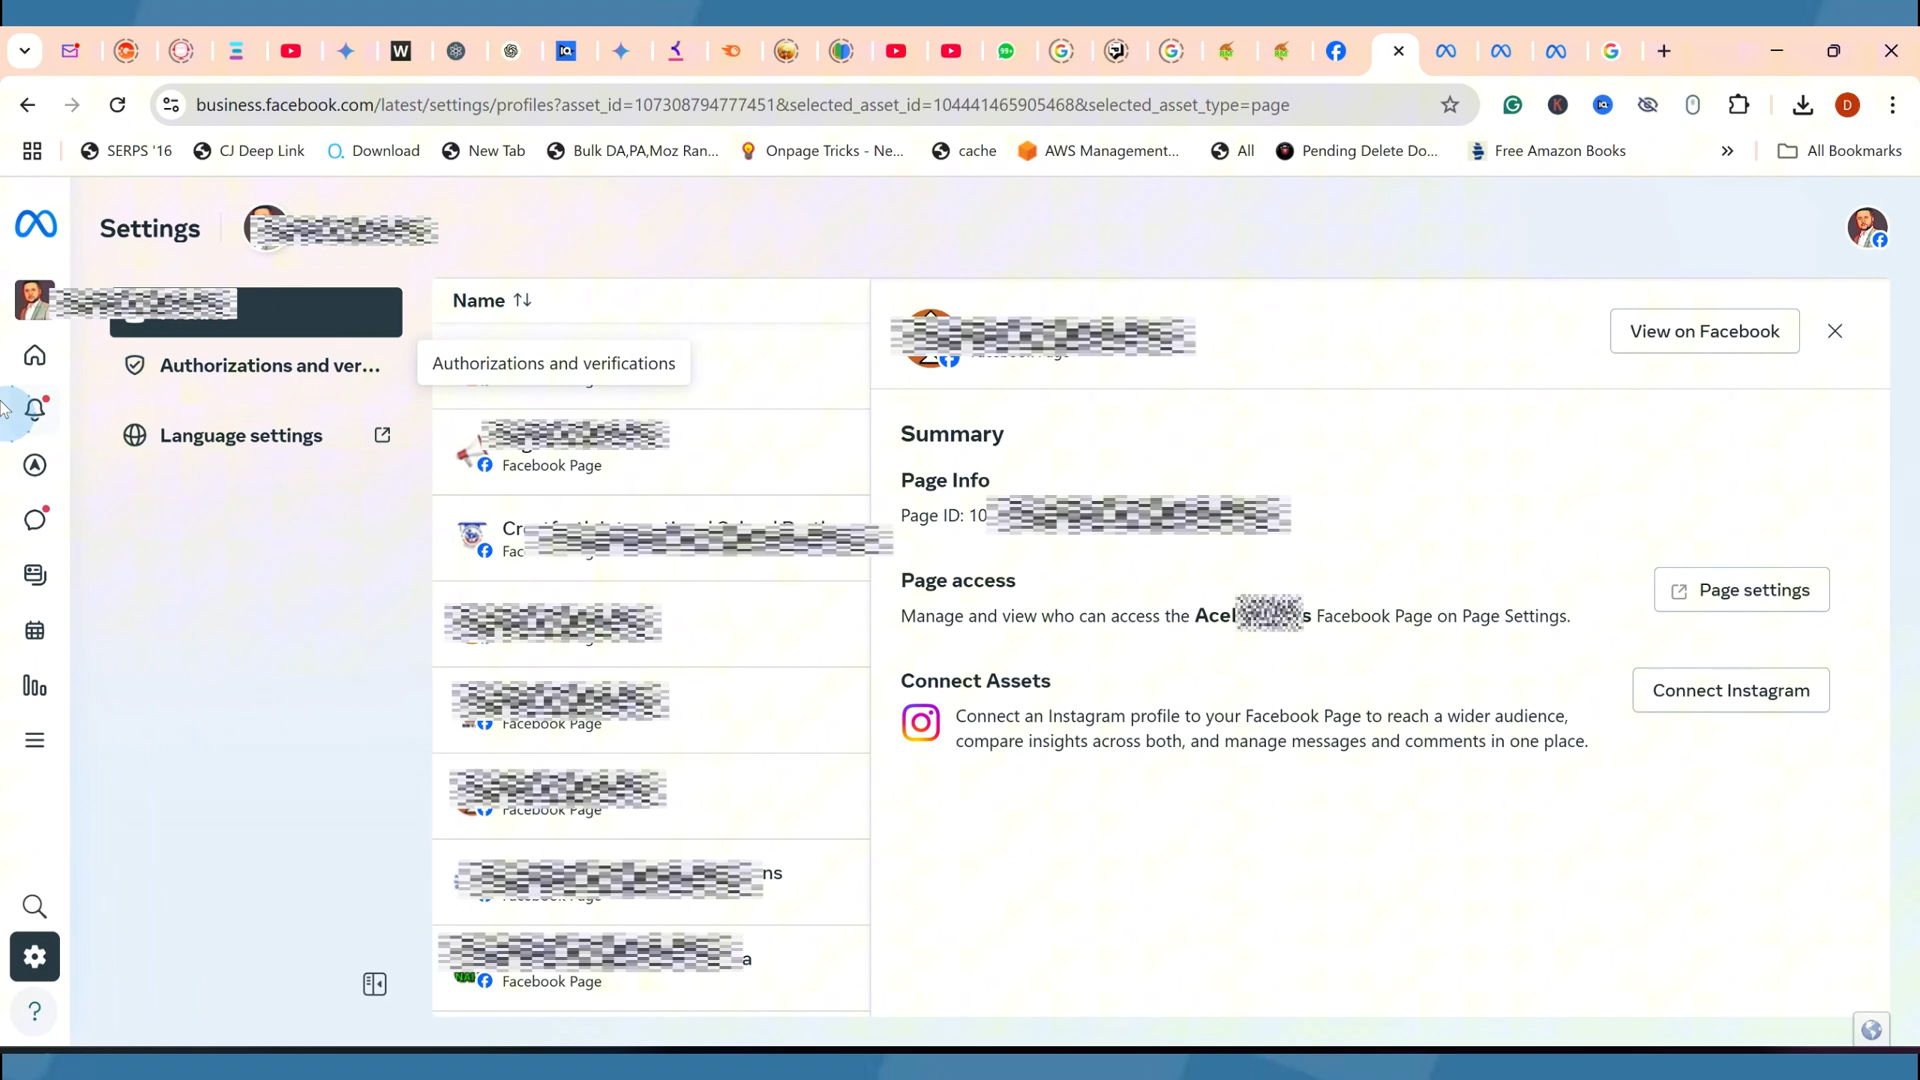 business.facebook.com/latest/settings/profiles?asset_id=107308794777451&selected_asset_id=104441465905468&selected_asset_type=page
SERPS '16
CJ Deep Link
Download
New Tab
Bulk DA,PA,Moz Ran...
Onpage Tricks - Ne...
cache
AWS Management...
All
Pending Delete Do...
Free Amazon Books
All Bookmarks
Settings
Authorizations and ver...
Language settings
Name
Authorizations and verifications
Facebook Page
Facebook Page
Facebook Page
Facebook Page
Facebook Page
View on Facebook
Summary
Page Info
Page ID: 10
Page access
Page settings
Manage and view who can access the Facebook Page on Page Settings.
Connect Assets
Connect Instagram
Connect an Instagram profile to your Facebook Page to reach a wider audience,
compare insights across both, and manage messages and comments in one place.